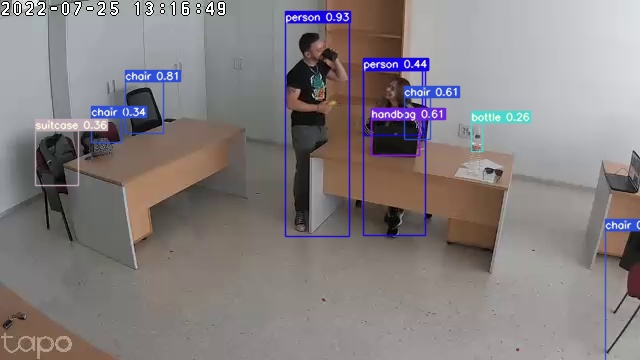 2022-07-25 13:16:49
person 0.93
person 0.44
chair 0.81
chair 0.61
chair 0.34
handbag 0.61
bottle 0.26
suitcase 0.36
chair
tapo